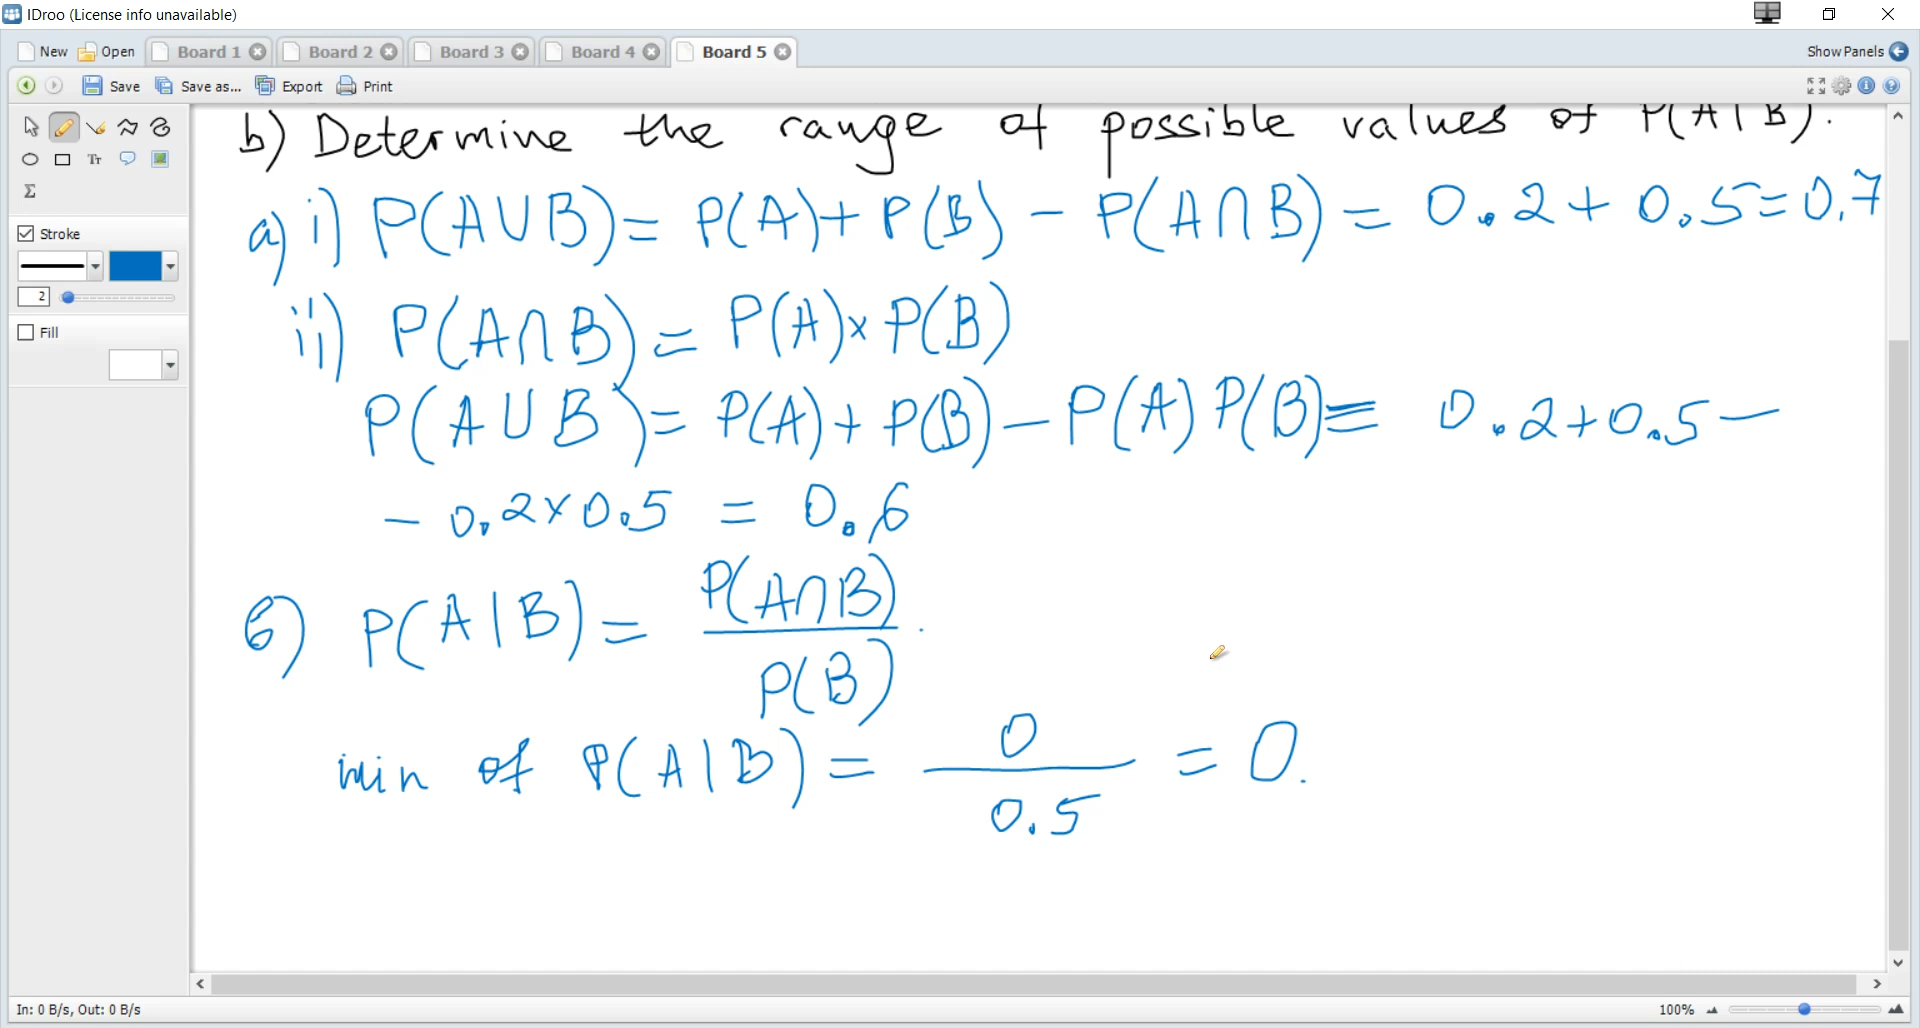 IDroo (License info unavailable)
New Open Board 1 Board 2 Board 3 Board 4 Board 5 Show Panels
Save Save as... Export Print
b) Determine the range of possible values of P(A|B).
a) i) P(A∪B) = P(A) + P(B) − P(A∩B) = 0.2 + 0.5 = 0.7
ii) P(A∩B) = P(A) × P(B)
P(A∪B) = P(A) + P(B) − P(A) P(B) = 0.2 + 0.5 −
− 0.2 × 0.5 = 0.6
б) P(A|B) = P(A∩B) / P(B).
min of P(A|B) = 0 / 0.5 = 0.
Tт
Σ
Stroke
2
Fill
In: 0 B/s, Out: 0 B/s
100%